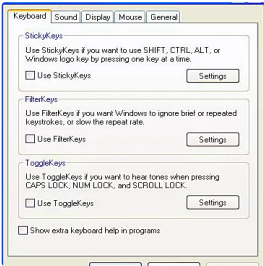 Keyboard Sound Display Mouse General
StickyKeys
Use StickyKeys if you want to use SHIFT, CTRL, ALT, or
Windows logo key by pressing one key at a time.
Use StickyKeys Settings
FilterKeys
Use FilterKeys if you want Windows to ignore brief or repeated
keystrokes, or slow the repeat rate.
Use FilterKeys Settings
ToggleKeys
Use ToggleKeys if you want to hear tones when pressing
CAPS LOCK, NUM LOCK, and SCROLL LOCK.
Use ToggleKeys Settings
Show extra keyboard help in programs